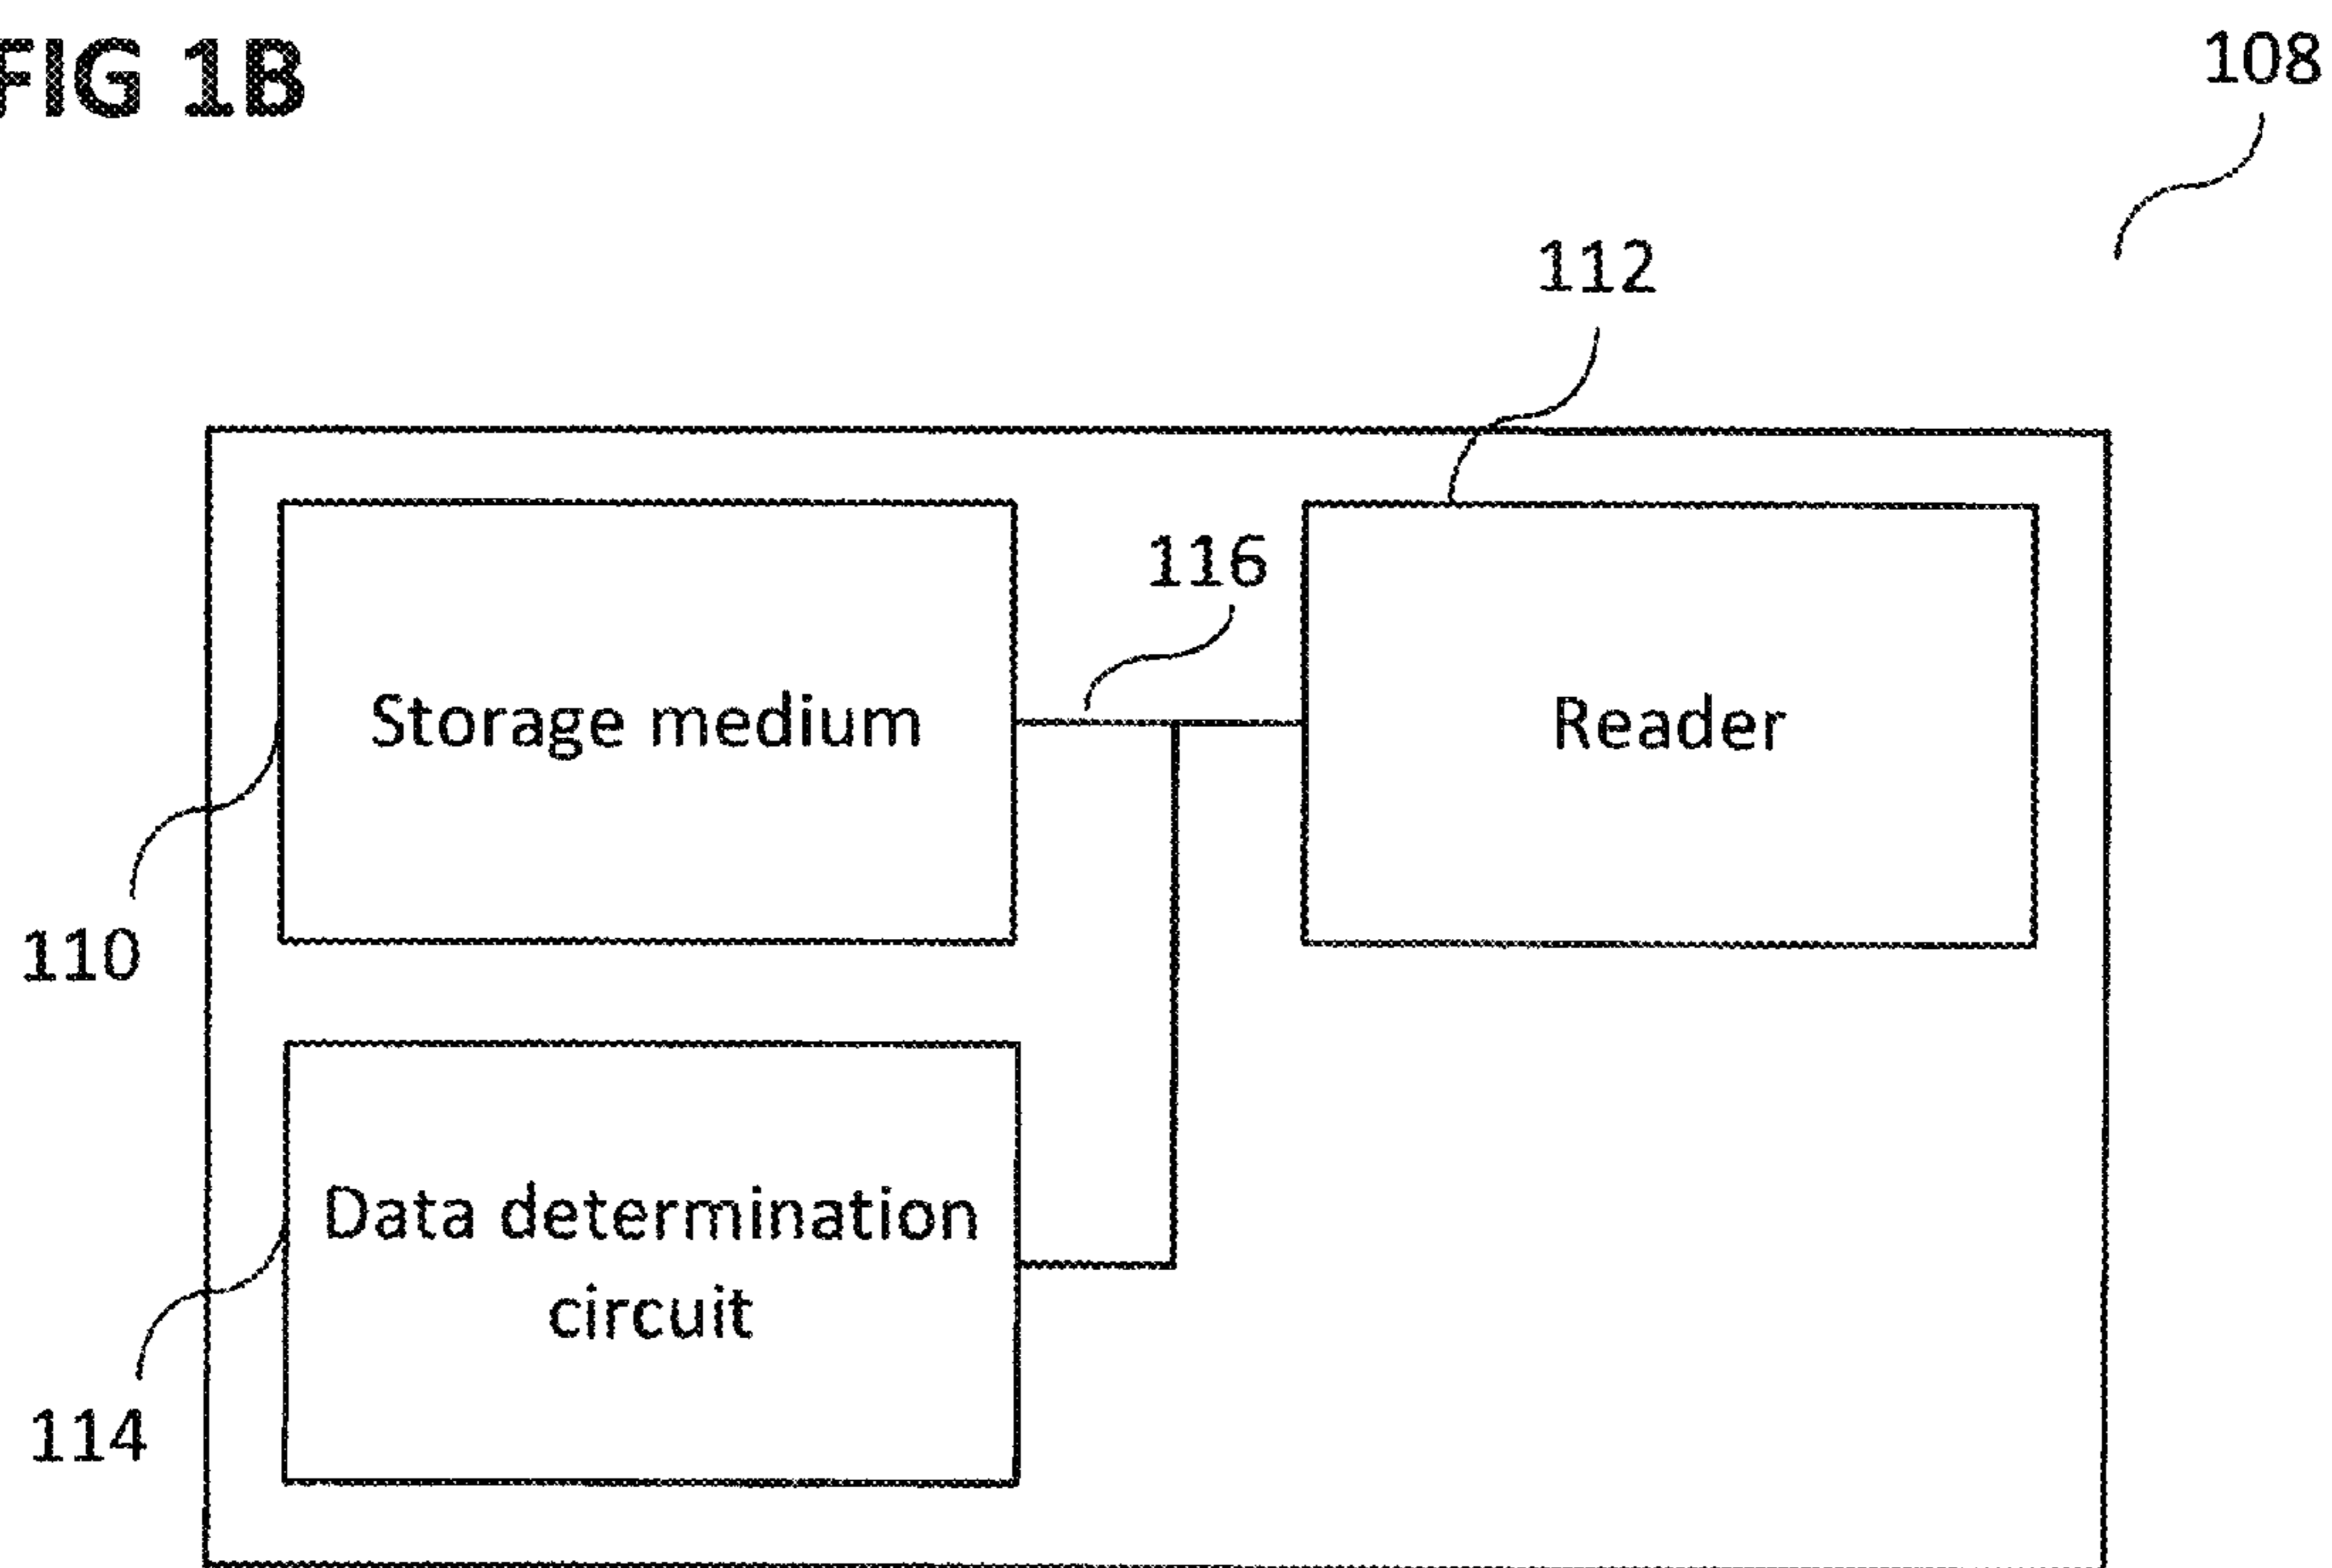 FIG 1B
108
112
116
Storage medium
Reader
110
Data determination
circuit
114